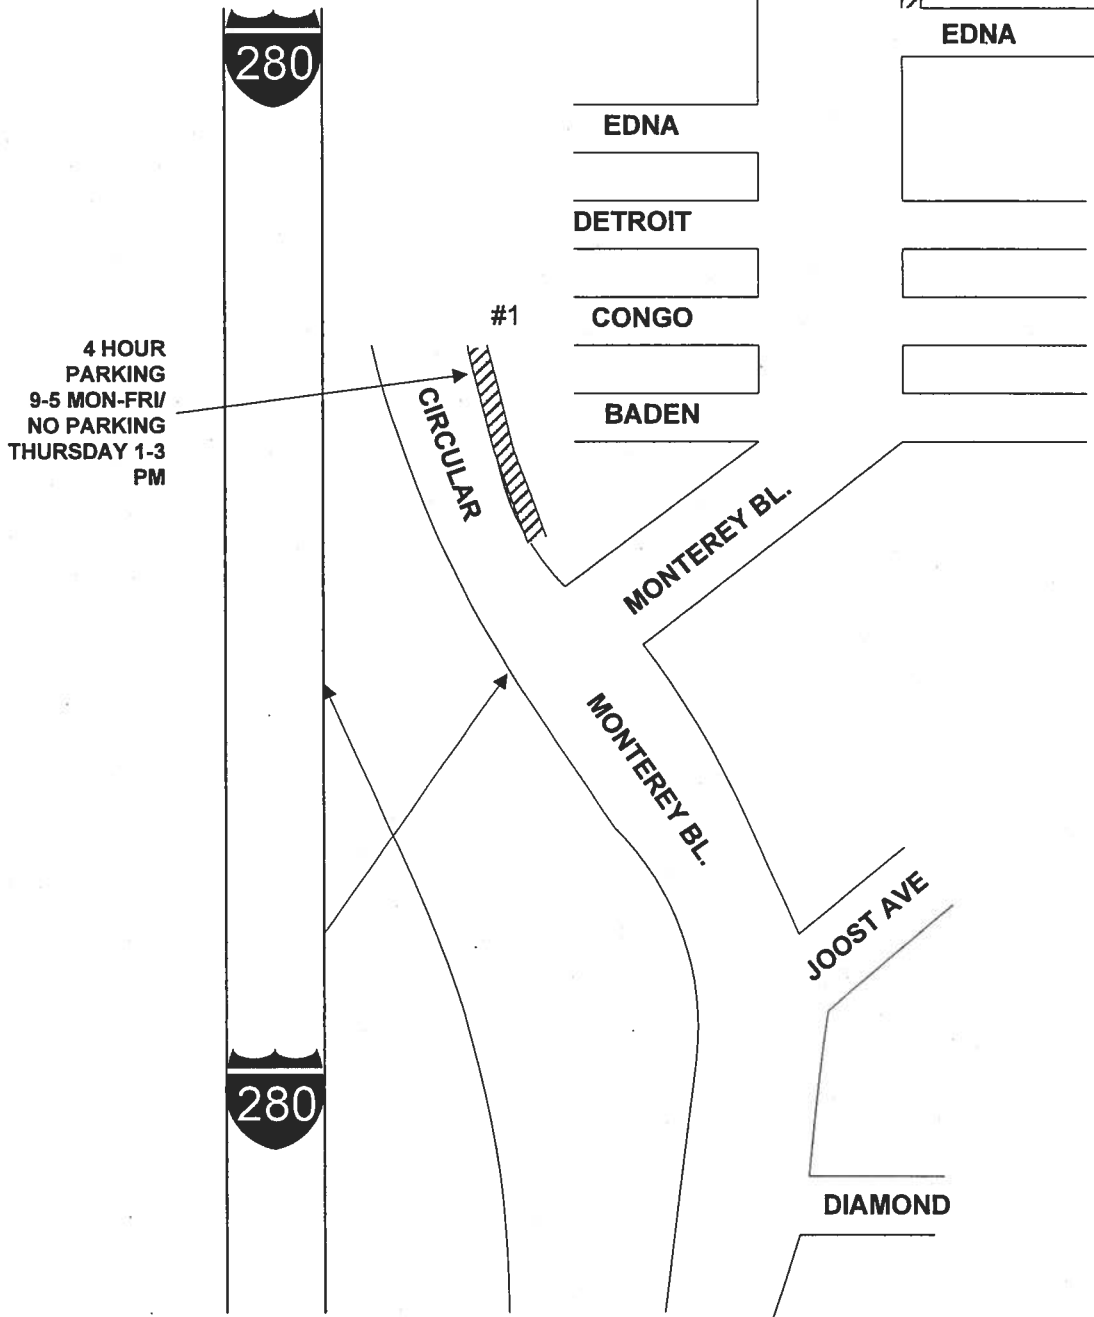 280
EDNA
EDNA
DETROIT
#1
CONGO
4 HOUR
PARKING
9-5 MON-FRI/
NO PARKING
THURSDAY 1-3
PM
CIRCULAR
BADEN
MONTEREY BL.
MONTEREY BL.
JOOST AVE
280
DIAMOND